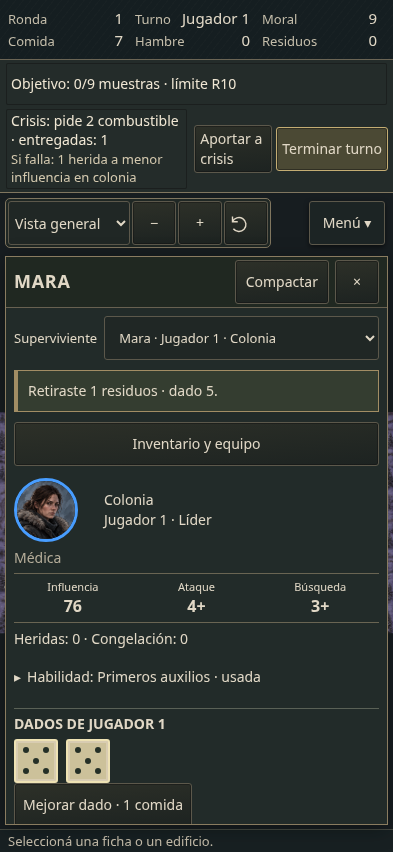 Ronda 1 Turno Jugador 1 Moral 9
Comida 7 Hambre 0 Residuos 0
Objetivo: 0/9 muestras · límite R10
Crisis: pide 2 combustible
· entregadas: 1
Si falla: 1 herida a menor
influencia en colonia
Aportar a
crisis
Terminar turno
Vista general − + Menú ▾
MARA Compactar ×
Superviviente Mara · Jugador 1 · Colonia
Retiraste 1 residuos · dado 5.
Inventario y equipo
Colonia
Jugador 1 · Líder
Médica
Influencia Ataque Búsqueda
76 4+ 3+
Heridas: 0 · Congelación: 0
▸ Habilidad: Primeros auxilios · usada
DADOS DE JUGADOR 1
Mejorar dado · 1 comida
Seleccioná una ficha o un edificio.